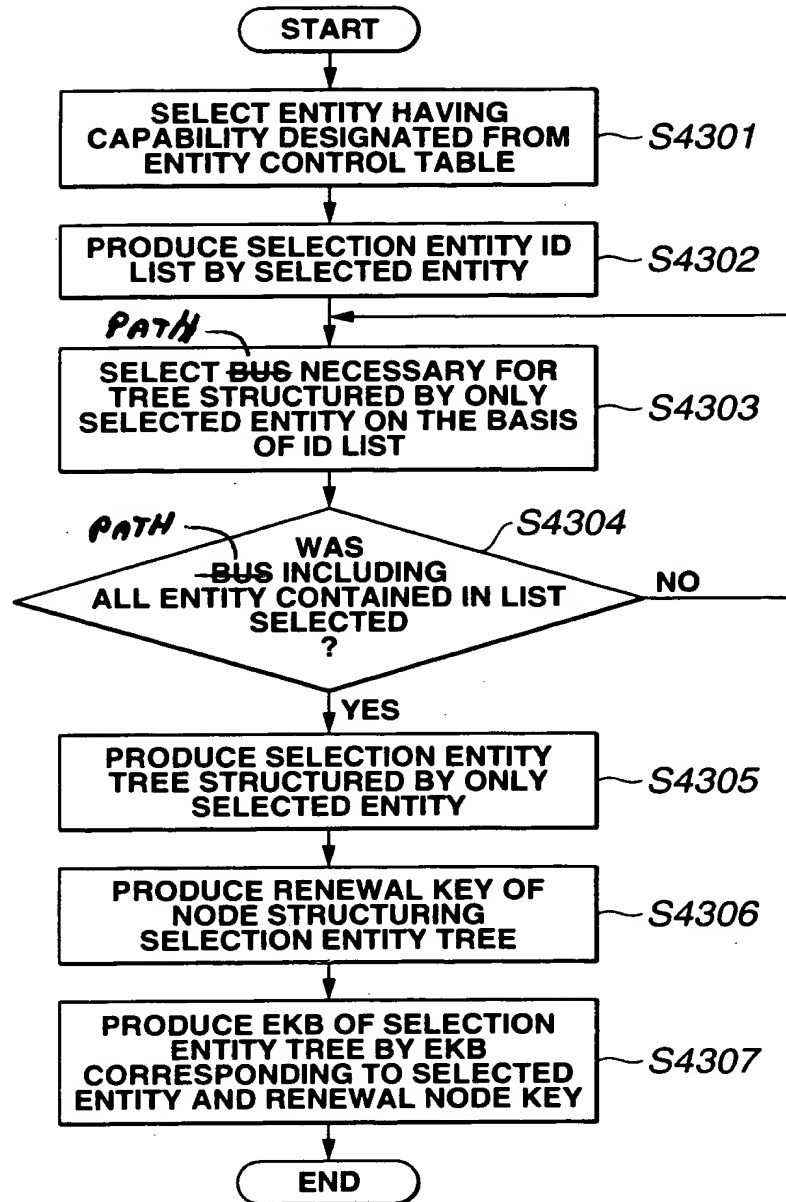 START
SELECT ENTITY HAVING
CAPABILITY DESIGNATED FROM
ENTITY CONTROL TABLE
S4301
PRODUCE SELECTION ENTITY ID
LIST BY SELECTED ENTITY
S4302
PATH
SELECT BUS NECESSARY FOR
TREE STRUCTURED BY ONLY
SELECTED ENTITY ON THE BASIS
OF ID LIST
S4303
PATH
S4304
WAS
BUS INCLUDING
ALL ENTITY CONTAINED IN LIST
SELECTED
?
NO
YES
PRODUCE SELECTION ENTITY
TREE STRUCTURED BY ONLY
SELECTED ENTITY
S4305
PRODUCE RENEWAL KEY OF
NODE STRUCTURING
SELECTION ENTITY TREE
S4306
PRODUCE EKB OF SELECTION
ENTITY TREE BY EKB
CORRESPONDING TO SELECTED
ENTITY AND RENEWAL NODE KEY
S4307
END